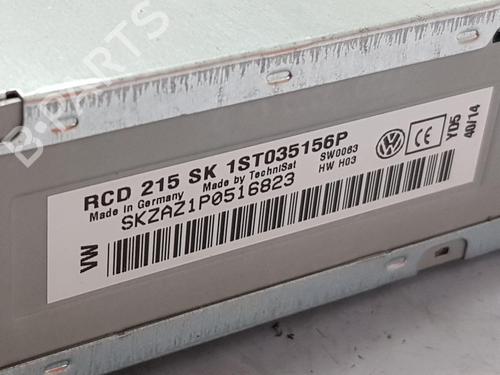 B-PARTS
RCD 215 SK 1ST035156P
Made in Germany Made by TechniSat SW0063
HW H03
SKZAZ1P0516823
VW
CE
YD5
40/14